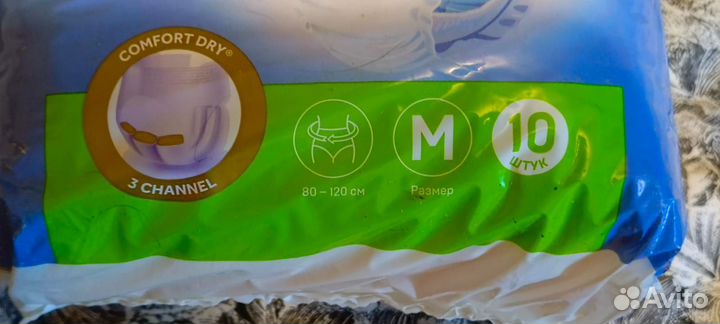 COMFORT DRY®
3 CHANNEL
80 – 120 см
M
Размер
10
ШТУК
Avito